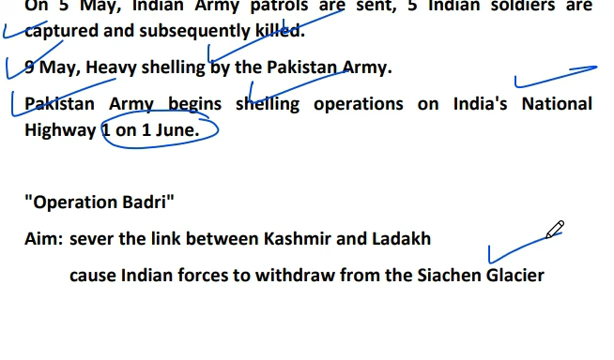 On 5 May, Indian Army patrols are sent, 5 Indian soldiers are
captured and subsequently killed.
9 May, Heavy shelling by the Pakistan Army.
Pakistan Army begins shelling operations on India's National
Highway 1 on 1 June.
"Operation Badri"
Aim: sever the link between Kashmir and Ladakh
cause Indian forces to withdraw from the Siachen Glacier